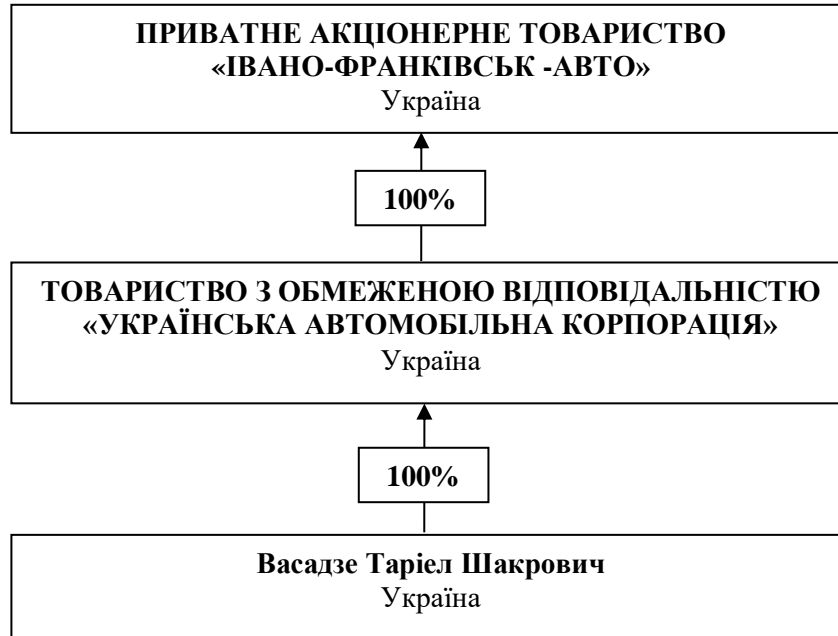 ПРИВАТНЕ АКЦІОНЕРНЕ ТОВАРИСТВО
«ІВАНО-ФРАНКІВСЬК -АВТО»
Україна
100%
ТОВАРИСТВО З ОБМЕЖЕНОЮ ВІДПОВІДАЛЬНІСТЮ
«УКРАЇНСЬКА АВТОМОБІЛЬНА КОРПОРАЦІЯ»
Україна
100%
Васадзе Таріел Шакрович
Україна